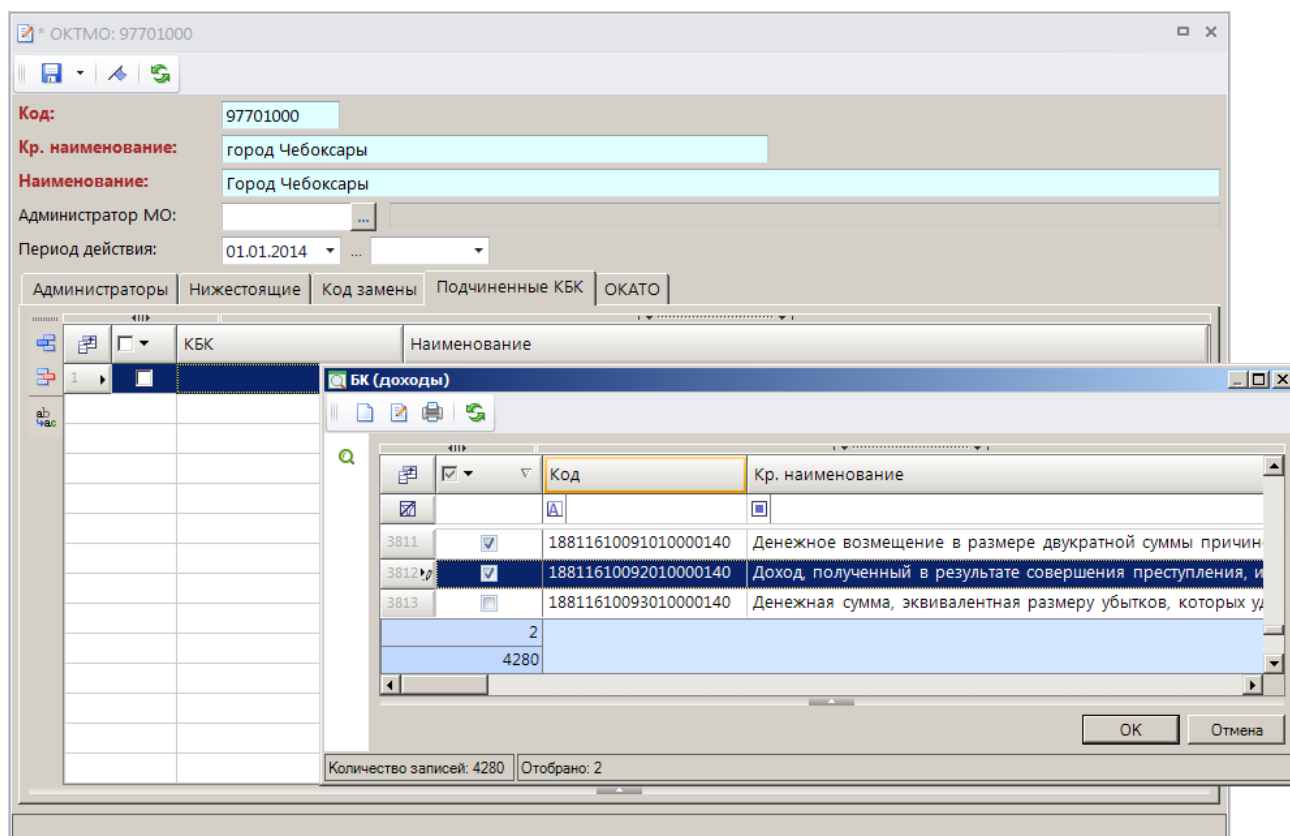 * ОКТМО: 97701000
Код: 97701000
Кр. наименование: город Чебоксары
Наименование: Город Чебоксары
Администратор МО: ...
Период действия: 01.01.2014 ...
Администраторы Нижестоящие Код замены Подчиненные КБК ОКАТО
КБК Наименование
1
БК (доходы)
Код Кр. наименование
3811 18811610091010000140 Денежное возмещение в размере двукратной суммы причин
3812 18811610092010000140 Доход, полученный в результате совершения преступления, и
3813 18811610093010000140 Денежная сумма, эквивалентная размеру убытков, которых уд
2
4280
OK Отмена
Количество записей: 4280 Отобрано: 2